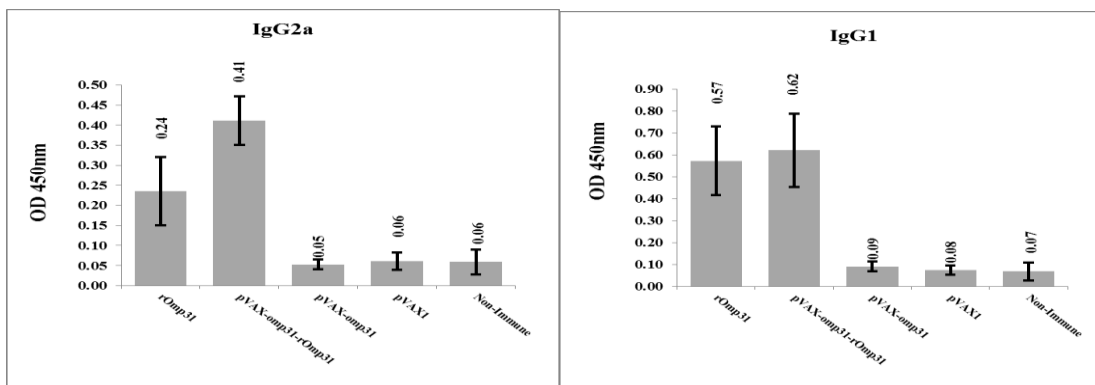 IgG2a
OD 450nm
0.50
0.45
0.40
0.35
0.30
0.25
0.20
0.15
0.10
0.05
0.00
0.24
0.41
0.05
0.06
0.06
rOmp31
pVAX-omp31-rOmp31
pVAX-omp31
pVAX1
Non-Immune
IgG1
OD 450nm
0.90
0.80
0.70
0.60
0.50
0.40
0.30
0.20
0.10
0.00
0.57
0.62
0.09
0.08
0.07
rOmp31
pVAX-omp31-rOmp31
pVAX-omp31
pVAX1
Non-Immune